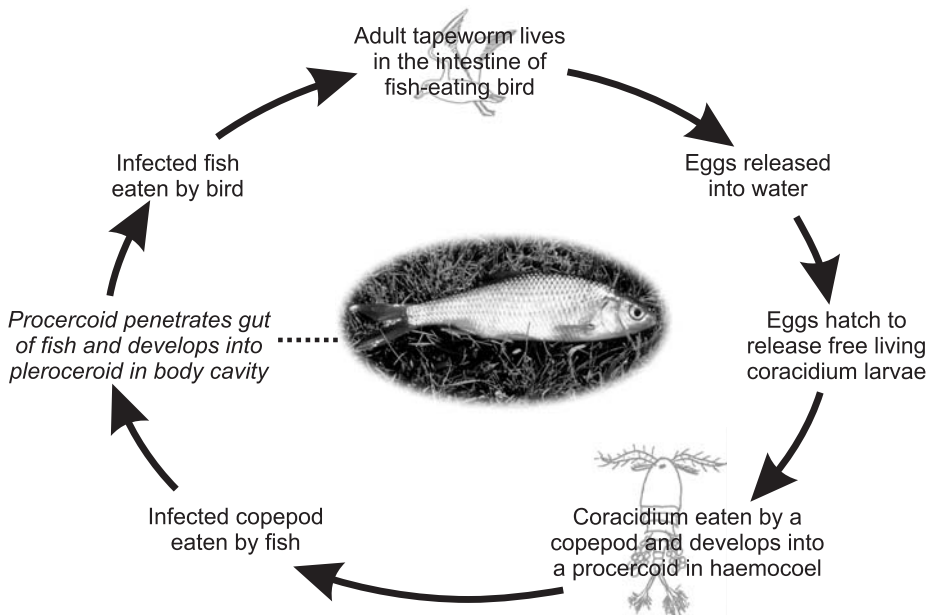 Adult tapeworm lives
in the intestine of
fish-eating bird
Eggs released
into water
Eggs hatch to
release free living
coracidium larvae
Coracidium eaten by a
copepod and develops into
a procercoid in haemocoel
Infected copepod
eaten by fish
Procercoid penetrates gut
of fish and develops into
pleroceroid in body cavity
Infected fish
eaten by bird